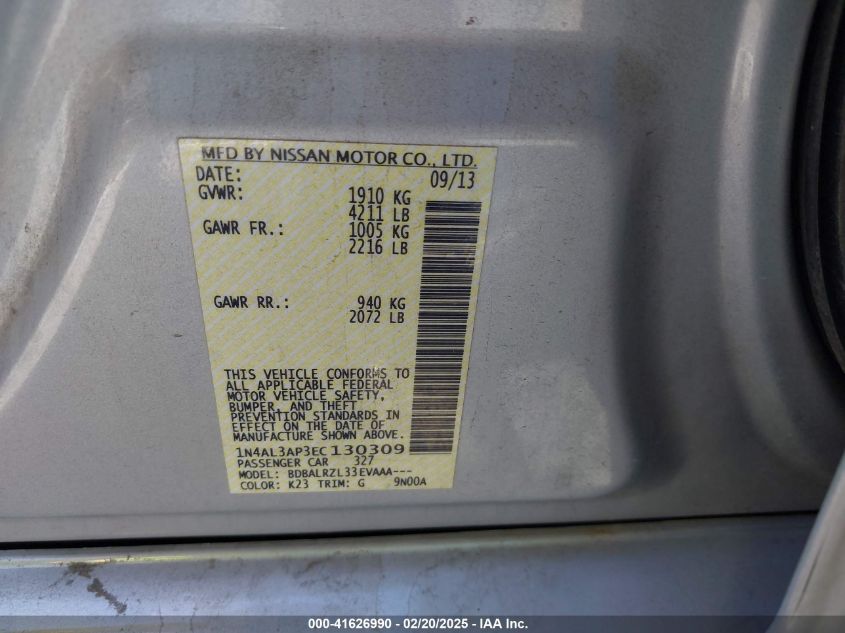 MFD BY NISSAN MOTOR CO., LTD.
DATE: 09/13
GVWR: 1910 KG
4211 LB
GAWR FR.: 1005 KG
2216 LB
GAWR RR.: 940 KG
2072 LB
THIS VEHICLE CONFORMS TO
ALL APPLICABLE FEDERAL
MOTOR VEHICLE SAFETY,
BUMPER, AND THEFT
PREVENTION STANDARDS IN
EFFECT ON THE DATE OF
MANUFACTURE SHOWN ABOVE.
1N4AL3AP3EC130309
PASSENGER CAR 327
MODEL: BDBALRZL33EVAAA---
COLOR: K23 TRIM: G 9N00A
000-41626990 - 02/20/2025 - IAA Inc.